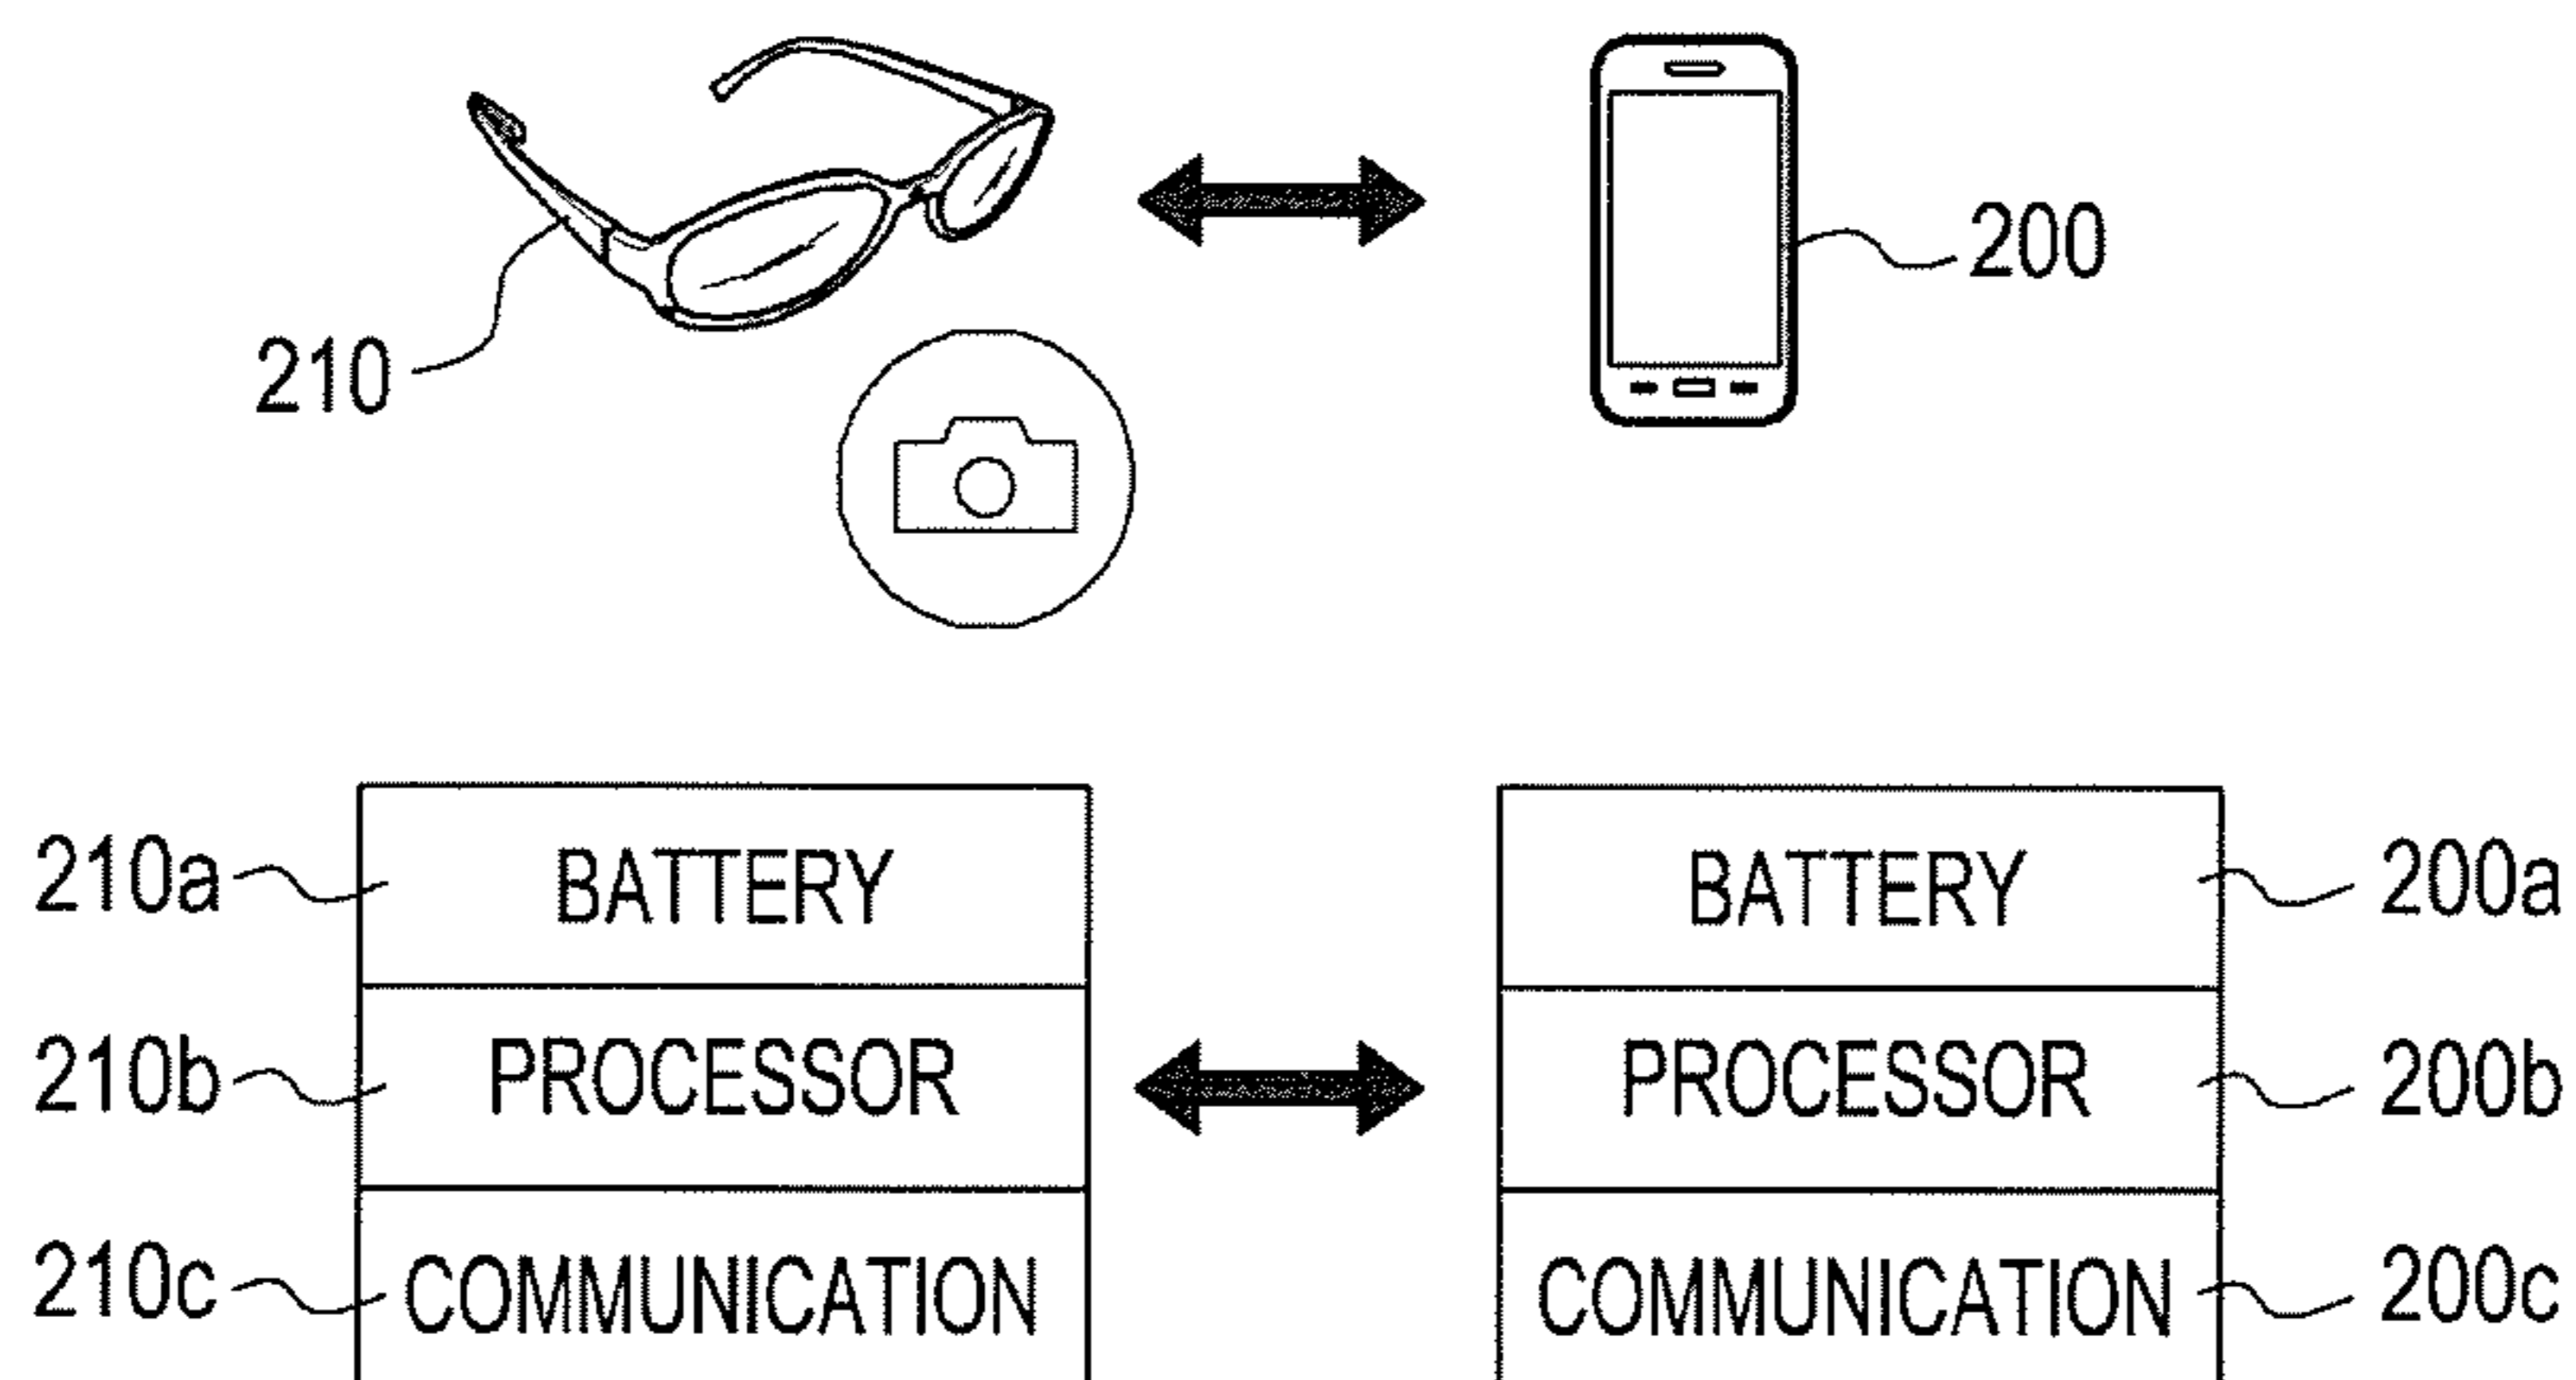 200
210
210a BATTERY BATTERY 200a
210b PROCESSOR PROCESSOR 200b
210c COMMUNICATION COMMUNICATION 200c